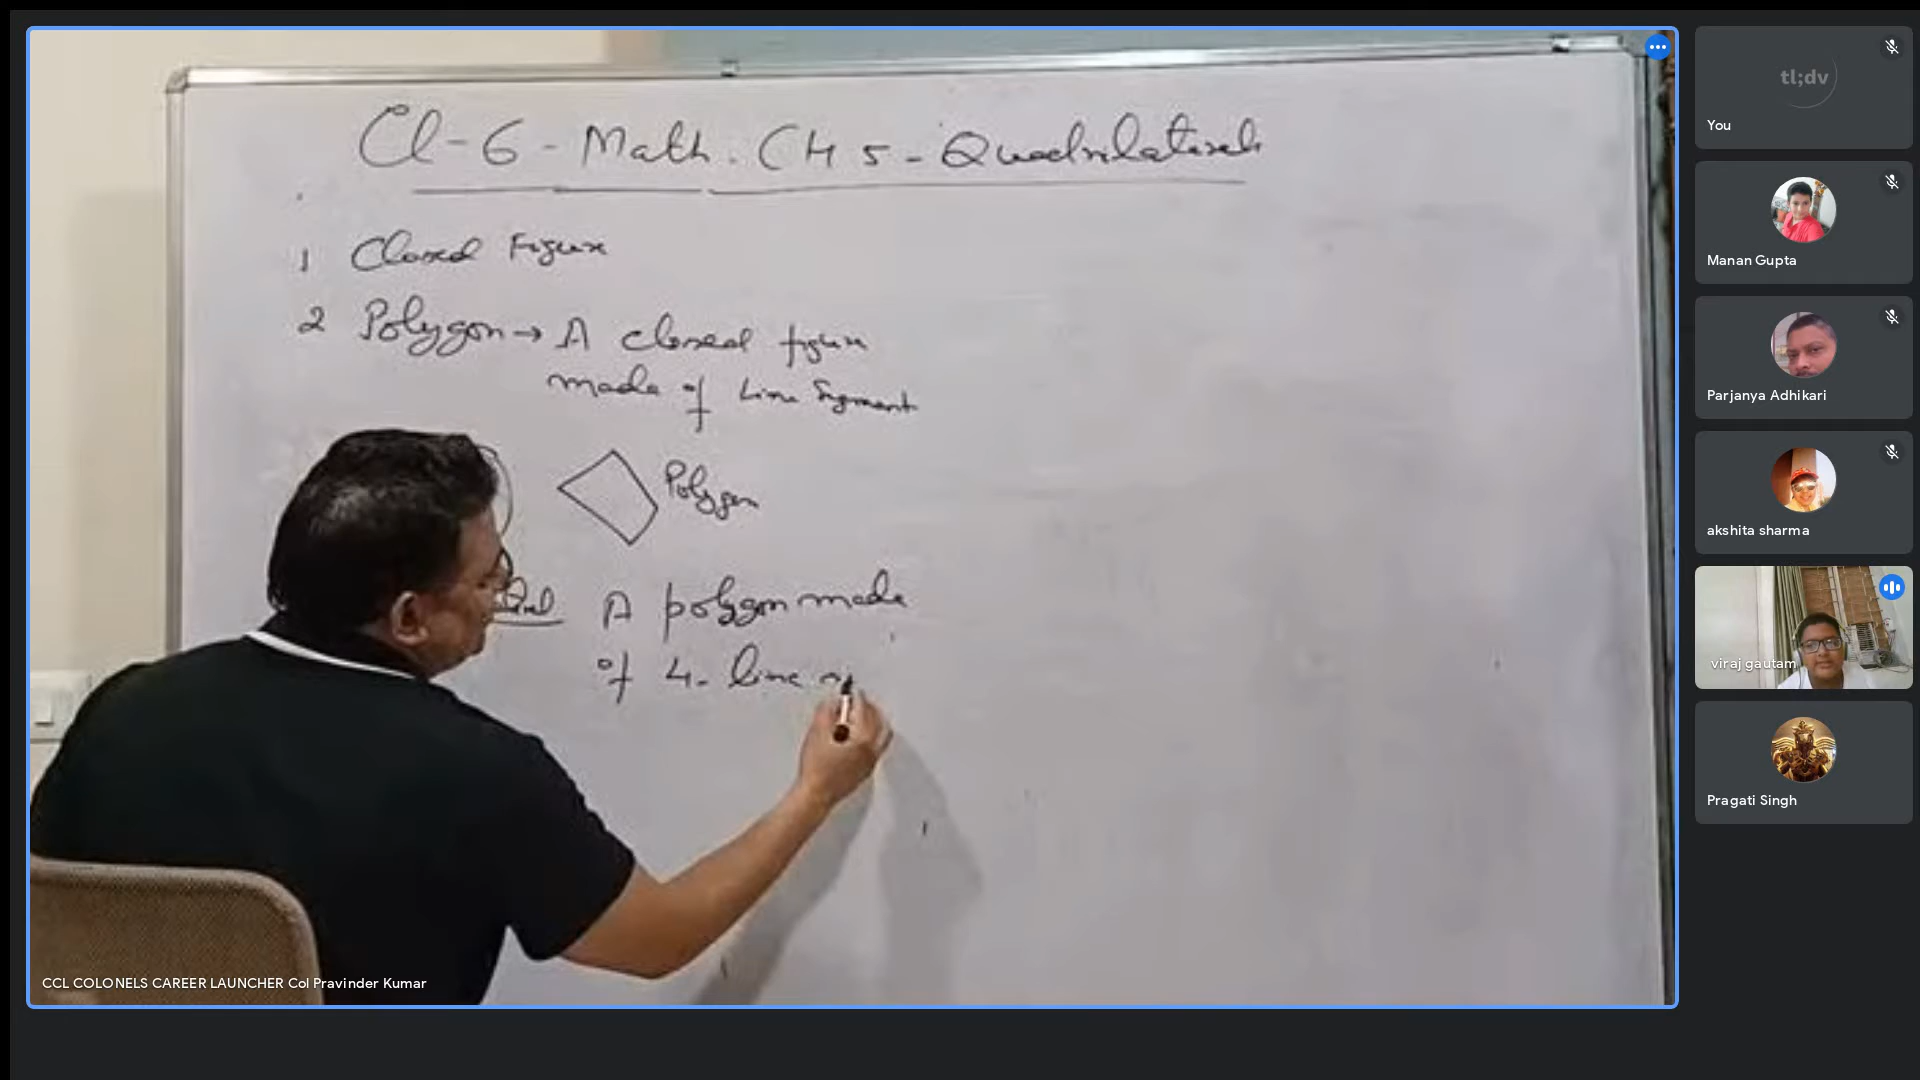 Cl-6-Math. CH 5-Quadrilaterals
1 Closed Figure
2 Polygon → A closed figure
made of Line Segment
Polygon
A polygon made
of 4. line
CCL COLONELS CAREER LAUNCHER Col Pravinder Kumar
tl;dv
You
Manan Gupta
Parjanya Adhikari
akshita sharma
viraj gautam
Pragati Singh